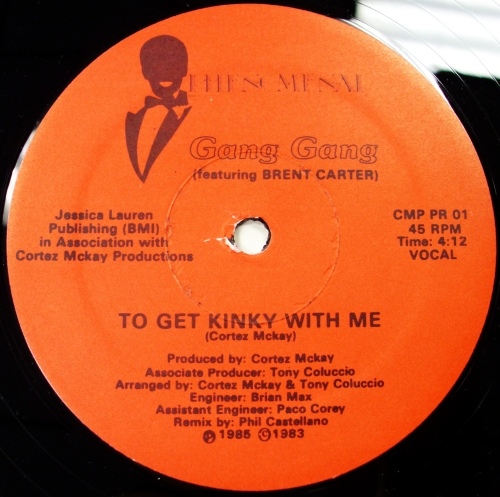 PHENOMENAL
Gang Gang
(featuring BRENT CARTER)
Jessica Lauren
Publishing (BMI)
in Association with
Cortez Mckay Productions
CMP PR 01
45 RPM
Time: 4:12
VOCAL
TO GET KINKY WITH ME
(Cortez Mckay)
Produced by: Cortez Mckay
Associate Producer: Tony Coluccio
Arranged by: Cortez Mckay & Tony Coluccio
Engineer: Brian Max
Assistant Engineer: Paco Corey
Remix by: Phil Castellano
℗ 1985 ©1983